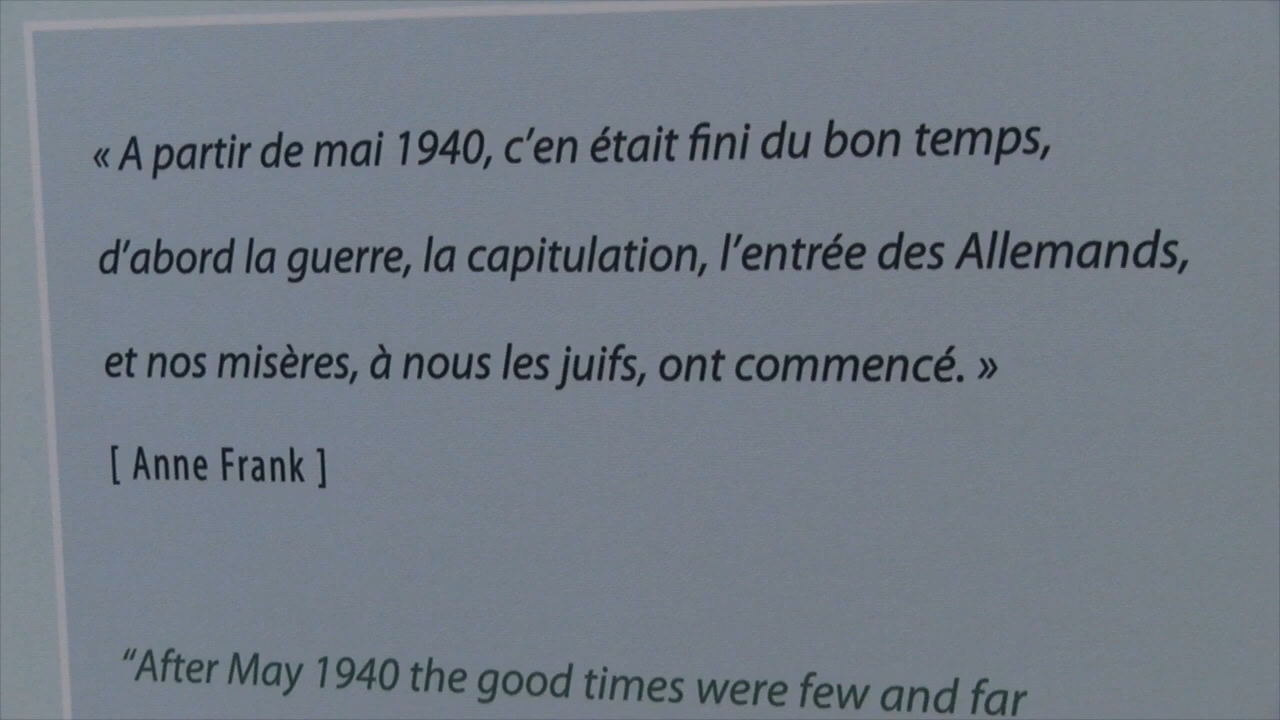 « A partir de mai 1940, c’en était fini du bon temps,
d’abord la guerre, la capitulation, l’entrée des Allemands,
et nos misères, à nous les juifs, ont commencé. »
[ Anne Frank ]
“After May 1940 the good times were few and far